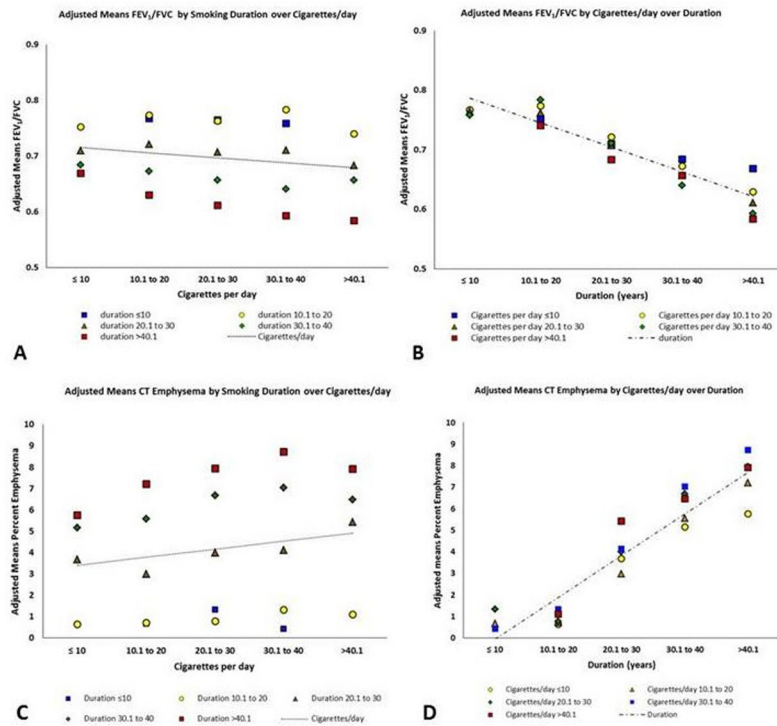 Adjusted Means FEV₁/FVC by Smoking Duration over Cigarettes/day
Adjusted Means FEV₁/FVC
0.9
0.8
0.7
0.6
0.5
≤ 10
10.1 to 20
20.1 to 30
30.1 to 40
>40.1
Cigarettes per day
duration ≤10
duration 10.1 to 20
duration 20.1 to 30
duration 30.1 to 40
duration >40.1
Cigarettes/day
A
Adjusted Means FEV₁/FVC by Cigarettes/day over Duration
Adjusted Means FEV₁/FVC
0.9
0.8
0.7
0.6
0.5
≤ 10
10.1 to 20
20.1 to 30
30.1 to 40
>40.1
Duration (years)
Cigarettes per day ≤10
Cigarettes per day 10.1 to 20
Cigarettes per day 20.1 to 30
Cigarettes per day 30.1 to 40
Cigarettes per day >40.1
duration
B
Adjusted Means CT Emphysema by Smoking Duration over Cigarettes/day
Adjusted Means Percent Emphysema
10
9
8
7
6
5
4
3
2
1
0
≤ 10
10.1 to 20
20.1 to 30
30.1 to 40
>40.1
Cigarettes per day
Duration ≤10
Duration 10.1 to 20
Duration 20.1 to 30
Duration 30.1 to 40
Duration >40.1
Cigarettes/day
C
Adjusted Means CT Emphysema by Cigarettes/day over Duration
Adjusted means Percent Emphysema
10
9
8
7
6
5
4
3
2
1
0
≤ 10
10.1 to 20
20.1 to 30
30.1 to 40
>40.1
Duration (years)
Cigarettes/day ≤10
Cigarettes/day 10.1 to 20
Cigarettes/day 20.1 to 30
Cigarettes/day 30.1 to 40
Cigarettes/day >40.1
Duration
D